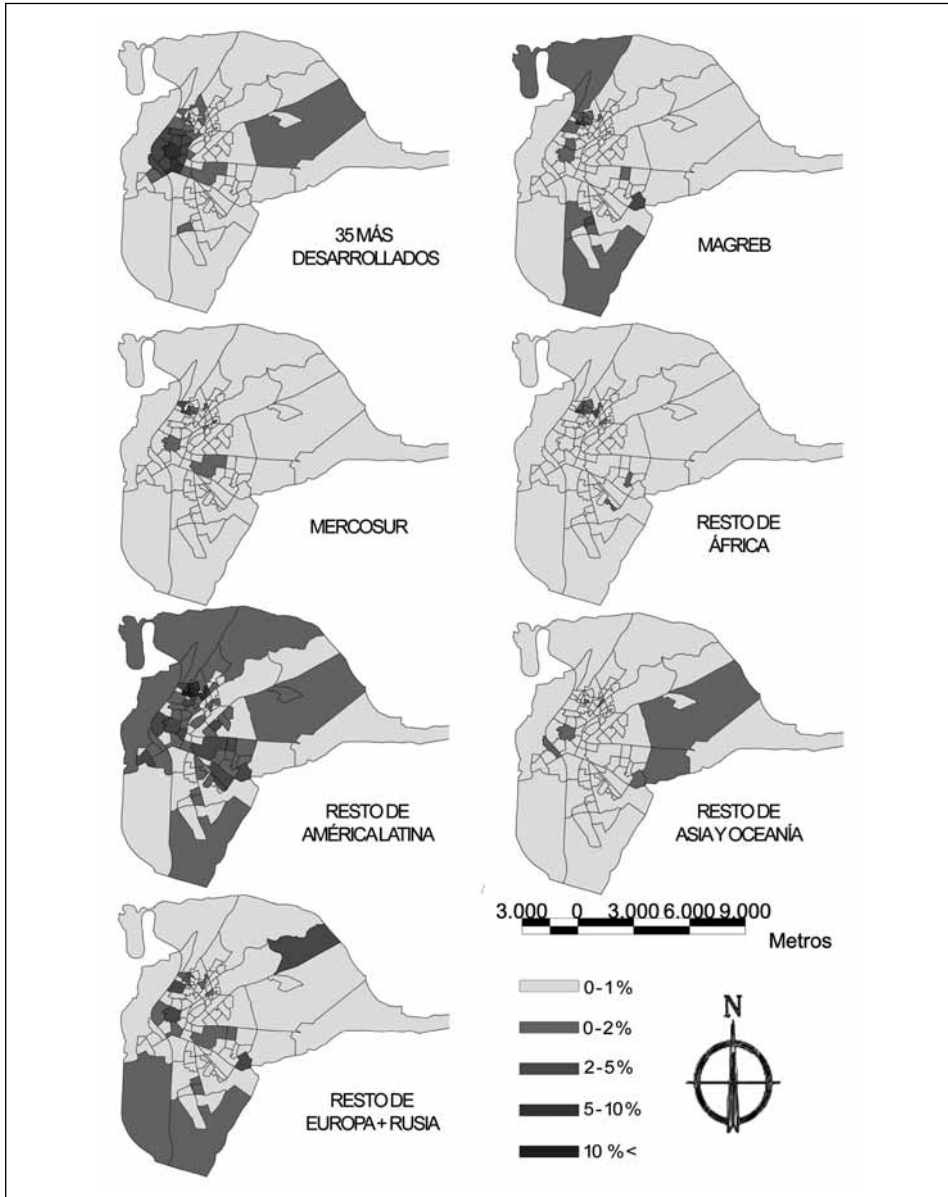 35 MÁS
DESARROLLADOS
MAGREB
MERCOSUR
RESTO DE
ÁFRICA
RESTO DE
AMÉRICA LATINA
RESTO DE
ASIA Y OCEANÍA
3.000 0 3.000 6.000 9.000
Metros
RESTO DE
EUROPA + RUSIA
0-1%
0-2%
2-5%
5-10%
10 %<
N